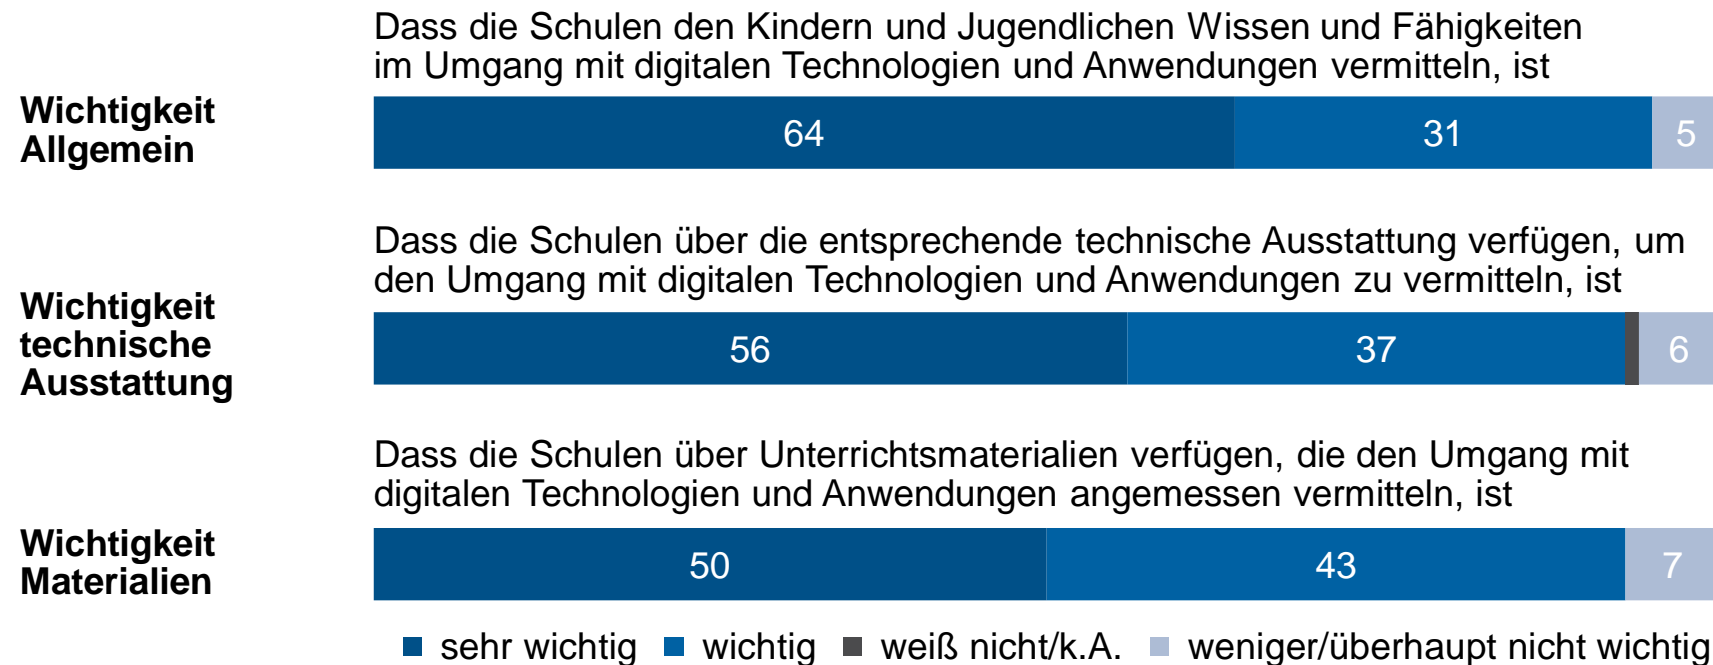 Dass die Schulen den Kindern und Jugendlichen Wissen und Fähigkeiten
im Umgang mit digitalen Technologien und Anwendungen vermitteln, ist
Wichtigkeit
Allgemein
64 31 5
Dass die Schulen über die entsprechende technische Ausstattung verfügen, um
den Umgang mit digitalen Technologien und Anwendungen zu vermitteln, ist
Wichtigkeit
technische
Ausstattung
56 37 6
Dass die Schulen über Unterrichtsmaterialien verfügen, die den Umgang mit
digitalen Technologien und Anwendungen angemessen vermitteln, ist
Wichtigkeit
Materialien
50 43 7
sehr wichtig wichtig weiß nicht/k.A. weniger/überhaupt nicht wichtig